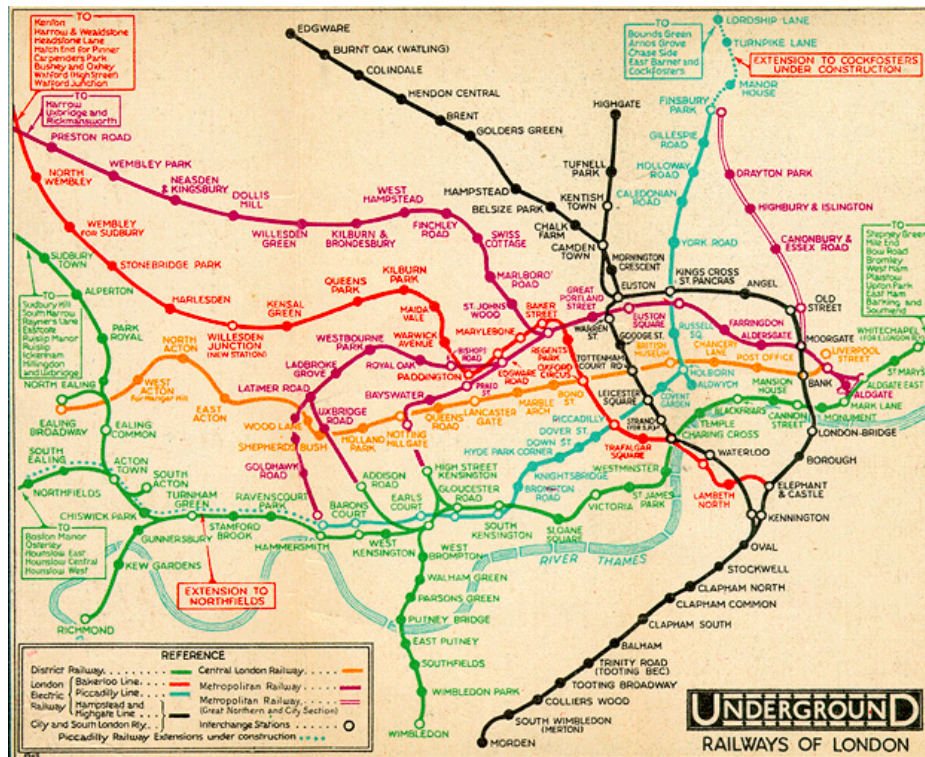 TO
Kenton
Harrow & Wealdstone
Headstone Lane
Hatch End for Pinner
Carpenders Park
Bushey and Oxhey
Watford (High Street)
Watford Junction
TO
Harrow
Uxbridge and
Rickmansworth
PRESTON ROAD
WEMBLEY PARK
NEASDEN
& KINGSBURY
DOLLIS
MILL
WILLESDEN
GREEN
KILBURN &
BRONDESBURY
WEST
HAMPSTEAD
FINCHLEY
ROAD
SWISS
COTTAGE
MARLBORO'
ROAD
ST. JOHNS
WOOD
NORTH
WEMBLEY
WEMBLEY
FOR SUDBURY
STONEBRIDGE PARK
HARLESDEN
WILLESDEN
JUNCTION
(NEW STATION)
KENSAL
GREEN
QUEENS
PARK
KILBURN
PARK
MAIDA
VALE
WARWICK
AVENUE
PADDINGTON
EDGWARE
BURNT OAK (WATLING)
COLINDALE
HENDON CENTRAL
BRENT
GOLDERS GREEN
HAMPSTEAD
BELSIZE PARK
CHALK
FARM
CAMDEN
TOWN
HIGHGATE
TUFNELL
PARK
KENTISH
TOWN
MORNINGTON
CRESCENT
EUSTON
TO
Bounds Green
Arnos Grove
Chase Side
East Barnet and
Cockfosters
LORDSHIP LANE
TURNPIKE LANE
EXTENSION TO COCKFOSTERS
UNDER CONSTRUCTION
MANOR
HOUSE
FINSBURY
PARK
GILLESPIE
ROAD
HOLLOWAY
ROAD
CALEDONIAN
ROAD
YORK ROAD
KINGS CROSS
ST. PANCRAS
DRAYTON PARK
HIGHBURY & ISLINGTON
CANONBURY &
ESSEX ROAD
ANGEL
OLD
STREET
MOORGATE
BANK
LONDON-BRIDGE
BOROUGH
TO
Stepney Green
Mile End
Bow Road
Bromley
West Ham
Plaistow
Upton Park
East Ham
Barking and
Southend
WHITECHAPEL
(FOR E. LONDON RLY)
ST MARYS
ALDGATE EAST
ALDGATE
LIVERPOOL
STREET
MARK LANE
MONUMENT
CANNON
STREET
MANSION
HOUSE
BLACKFRIARS
TEMPLE
CHARING CROSS
SUDBURY
TOWN
ALPERTON
PARK
ROYAL
TO
Sudbury Hill
South Harrow
Rayners Lane
Eastcote
Ruislip Manor
Ruislip
Ickenham
Hillingdon
and Uxbridge
NORTH EALING
EALING
BROADWAY
EALING
COMMON
SOUTH
EALING
ACTON
TOWN
SOUTH
ACTON
NORTHFIELDS
CHISWICK PARK
TO
Boston Manor
Osterley
Hounslow East
Hounslow Central
Hounslow West
GUNNERSBURY
KEW GARDENS
RICHMOND
TURNHAM
GREEN
STAMFORD
BROOK
RAVENSCOURT
PARK
HAMMERSMITH
BARONS
COURT
WEST
KENSINGTON
EARLS
COURT
ADDISON
ROAD
HIGH STREET
KENSINGTON
GLOUCESTER
ROAD
SOUTH
KENSINGTON
SLOANE
SQUARE
VICTORIA
ST JAMES
PARK
WESTMINSTER
NORTH
ACTON
WEST
ACTON
For Hanger Hill
EAST
ACTON
WOOD LANE
SHEPHERDS BUSH
HOLLAND
PARK
NOTTING
HILL GATE
QUEENS
ROAD
LANCASTER
GATE
MARBLE
ARCH
BOND
ST
OXFORD
CIRCUS
TOTTENHAM
COURT RD
BRITISH
MUSEUM
CHANCERY
LANE
POST OFFICE
LATIMER ROAD
LADBROKE
GROVE
WESTBOURNE
PARK
ROYAL OAK
UXBRIDGE
ROAD
GOLDHAWK
ROAD
BISHOPS
ROAD
BAYSWATER
PRAED
ST.
EDGWARE
ROAD
MARYLEBONE
BAKER
STREET
REGENTS
PARK
GREAT
PORTLAND
STREET
EUSTON
SQUARE
FARRINGDON
ALDERSGATE
WARREN
ST.
GOODGE ST.
RUSSELL
SQ
HOLBORN
ALDWYCH
COVENT
GARDEN
LEICESTER
SQUARE
STRAND
PICCADILLY
DOVER ST.
DOWN ST.
HYDE PARK CORNER
KNIGHTSBRIDGE
BROMPTON
ROAD
TRAFALGAR
SQUARE
WATERLOO
LAMBETH
NORTH
ELEPHANT
& CASTLE
KENNINGTON
OVAL
STOCKWELL
CLAPHAM NORTH
CLAPHAM COMMON
CLAPHAM SOUTH
BALHAM
TRINITY ROAD
(TOOTING BEC)
TOOTING BROADWAY
COLLIERS WOOD
SOUTH WIMBLEDON
(MERTON)
MORDEN
RIVER THAMES
WEST
BROMPTON
WALHAM GREEN
PARSONS GREEN
PUTNEY BRIDGE
EAST PUTNEY
SOUTHFIELDS
WIMBLEDON PARK
WIMBLEDON
EXTENSION TO
NORTHFIELDS
REFERENCE
District Railway
London
Electric
Railway
Bakerloo Line
Piccadilly Line
Hampstead and
Highgate Line
City and South London Rly.
Central London Railway
Metropolitan Railway
Metropolitan Railway
(Great Northern and City Section)
Interchange Stations
Piccadilly Railway Extensions under construction
UNDERGROUND
RAILWAYS OF LONDON